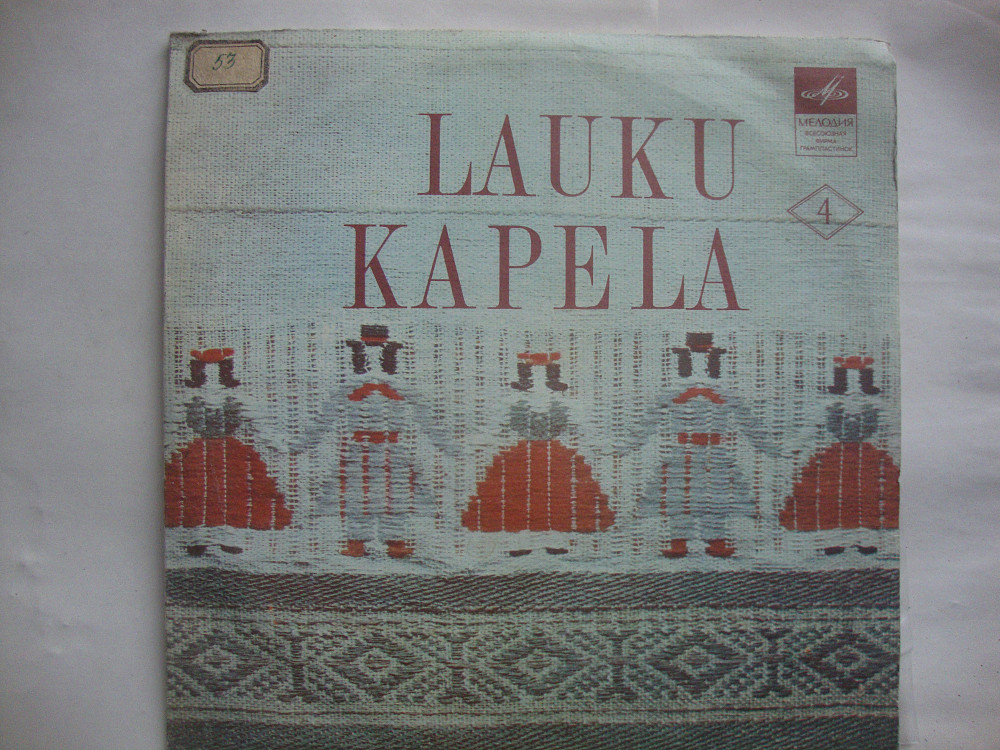 53
LAUKU
KAPELA
МЕЛОДИЯ
ВСЕСОЮЗНАЯ
ФИРМА
ГРАМПЛАСТИНОК
4